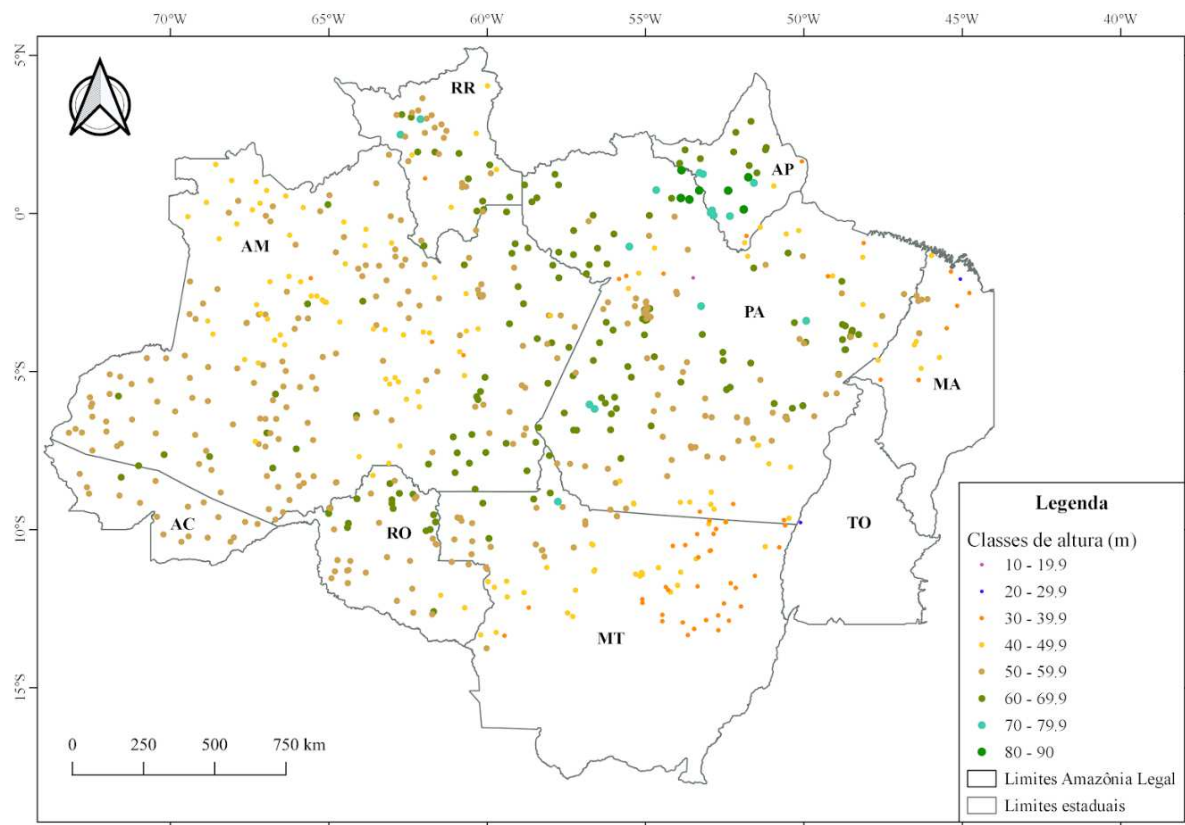 70°W 65°W 60°W 55°W 50°W 45°W 40°W
5°N
RR
AP
0°
AM
PA
5°S
MA
AC
RO
10°S
TO
MT
15°S
0 250 500 750 km
Legenda
Classes de altura (m)
10 - 19.9
20 - 29.9
30 - 39.9
40 - 49.9
50 - 59.9
60 - 69.9
70 - 79.9
80 - 90
Limites Amazônia Legal
Limites estaduais